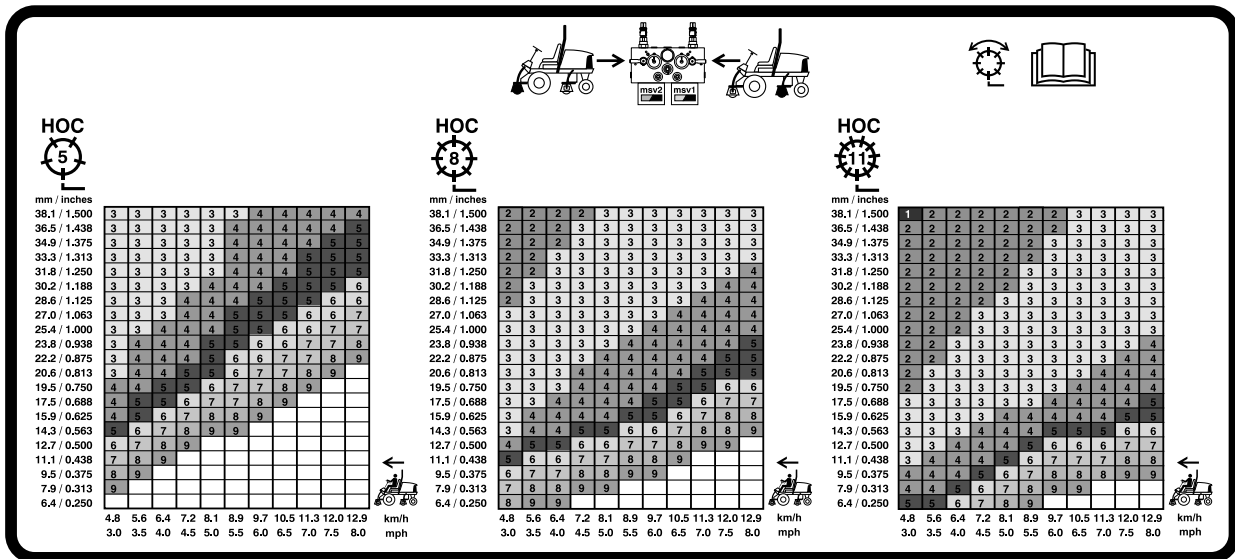 msv2 msv1
HOC
5
mm / inches
38.1 / 1.500 3 3 3 3 3 3 4 4 4 4 4
36.5 / 1.438 3 3 3 3 3 4 4 4 4 4 5
34.9 / 1.375 3 3 3 3 3 4 4 4 4 5 5
33.3 / 1.313 3 3 3 3 3 4 4 4 5 5 5
31.8 / 1.250 3 3 3 3 3 4 4 4 5 5 5
30.2 / 1.188 3 3 3 3 4 4 4 5 5 5 6
28.6 / 1.125 3 3 3 4 4 4 5 5 5 6 6
27.0 / 1.063 3 3 3 4 4 5 5 5 6 6 7
25.4 / 1.000 3 3 4 4 4 5 5 6 6 7 7
23.8 / 0.938 3 4 4 4 5 5 6 7 7 7 8
22.2 / 0.875 3 4 4 4 5 6 6 7 7 8 9
20.6 / 0.813 3 4 4 5 5 6 7 7 8 9
19.5 / 0.750 4 4 5 5 6 7 7 8 9
17.5 / 0.688 4 5 5 6 7 7 8 9
15.9 / 0.625 4 5 6 7 8 8 9
14.3 / 0.563 5 6 7 8 9 9
12.7 / 0.500 6 7 8 9
11.1 / 0.438 7 8 9
9.5 / 0.375 8 9
7.9 / 0.313 9
6.4 / 0.250
4.8 5.6 6.4 7.2 8.1 8.9 9.7 10.5 11.3 12.0 12.9 km/h
3.0 3.5 4.0 4.5 5.0 5.5 6.0 6.5 7.0 7.5 8.0 mph
HOC
8
mm / inches
38.1 / 1.500 2 2 2 2 3 3 3 3 3 3 3
36.5 / 1.438 2 2 2 3 3 3 3 3 3 3 3
34.9 / 1.375 2 2 2 3 3 3 3 3 3 3 3
33.3 / 1.313 2 2 3 3 3 3 3 3 3 3 3
31.8 / 1.250 2 2 3 3 3 3 3 3 3 3 4
30.2 / 1.188 2 3 3 3 3 3 3 3 3 4 4
28.6 / 1.125 2 3 3 3 3 3 3 3 4 4 4
27.0 / 1.063 3 3 3 3 3 3 3 4 4 4 4
25.4 / 1.000 3 3 3 3 3 3 4 4 4 4 4
23.8 / 0.938 3 3 3 3 3 4 4 4 4 4 5
22.2 / 0.875 3 3 3 3 4 4 4 4 4 5 5
20.6 / 0.813 3 3 3 4 4 4 4 4 5 5 5
19.5 / 0.750 3 3 3 4 4 4 4 5 5 6 6
17.5 / 0.688 3 3 3 4 4 4 5 5 6 7 7
15.9 / 0.625 3 4 4 4 4 5 5 6 7 8 8
14.3 / 0.563 3 4 4 5 5 6 6 7 7 8 8
12.7 / 0.500 4 5 5 6 6 7 7 8 9 9
11.1 / 0.438 5 6 6 6 7 7 8 9
9.5 / 0.375 6 7 7 7 8 9 9
7.9 / 0.313 7 8 8 9 9
6.4 / 0.250 8 9 9
4.8 5.6 6.4 7.2 8.1 8.9 9.7 10.5 11.3 12.0 12.9 km/h
3.0 3.5 4.0 4.5 5.0 5.5 6.0 6.5 7.0 7.5 8.0 mph
HOC
11
mm / inches
38.1 / 1.500 1 2 2 2 2 2 2 3 3 3 3
36.5 / 1.438 2 2 2 2 2 2 2 3 3 3 3
34.9 / 1.375 2 2 2 2 2 2 3 3 3 3 3
33.3 / 1.313 2 2 2 2 2 2 3 3 3 3 3
31.8 / 1.250 2 2 2 2 2 3 3 3 3 3 3
30.2 / 1.188 2 2 2 2 2 3 3 3 3 3 3
28.6 / 1.125 2 2 2 2 3 3 3 3 3 3 3
27.0 / 1.063 2 2 2 3 3 3 3 3 3 3 3
25.4 / 1.000 2 2 2 3 3 3 3 3 3 3 3
23.8 / 0.938 2 2 3 3 3 3 3 3 3 3 4
22.2 / 0.875 2 2 3 3 3 3 3 3 3 4 4
20.6 / 0.813 2 3 3 3 3 3 3 3 3 4 4
19.5 / 0.750 2 3 3 3 3 3 3 4 4 4 4
17.5 / 0.688 3 3 3 3 3 3 4 4 4 4 5
15.9 / 0.625 3 3 3 3 4 4 4 4 4 5 5
14.3 / 0.563 3 3 3 4 4 4 5 5 5 6 6
12.7 / 0.500 3 3 4 4 4 5 6 6 6 7 7
11.1 / 0.438 3 4 4 4 5 6 7 7 7 8 8
9.5 / 0.375 4 4 4 5 6 7 7 8 8 9 9
7.9 / 0.313 4 4 5 6 7 8 9 9
6.4 / 0.250 5 5 6 7 8 9
4.8 5.6 6.4 7.2 8.1 8.9 9.7 10.5 11.3 12.0 12.9 km/h
3.0 3.5 4.0 4.5 5.0 5.5 6.0 6.5 7.0 7.5 8.0 mph